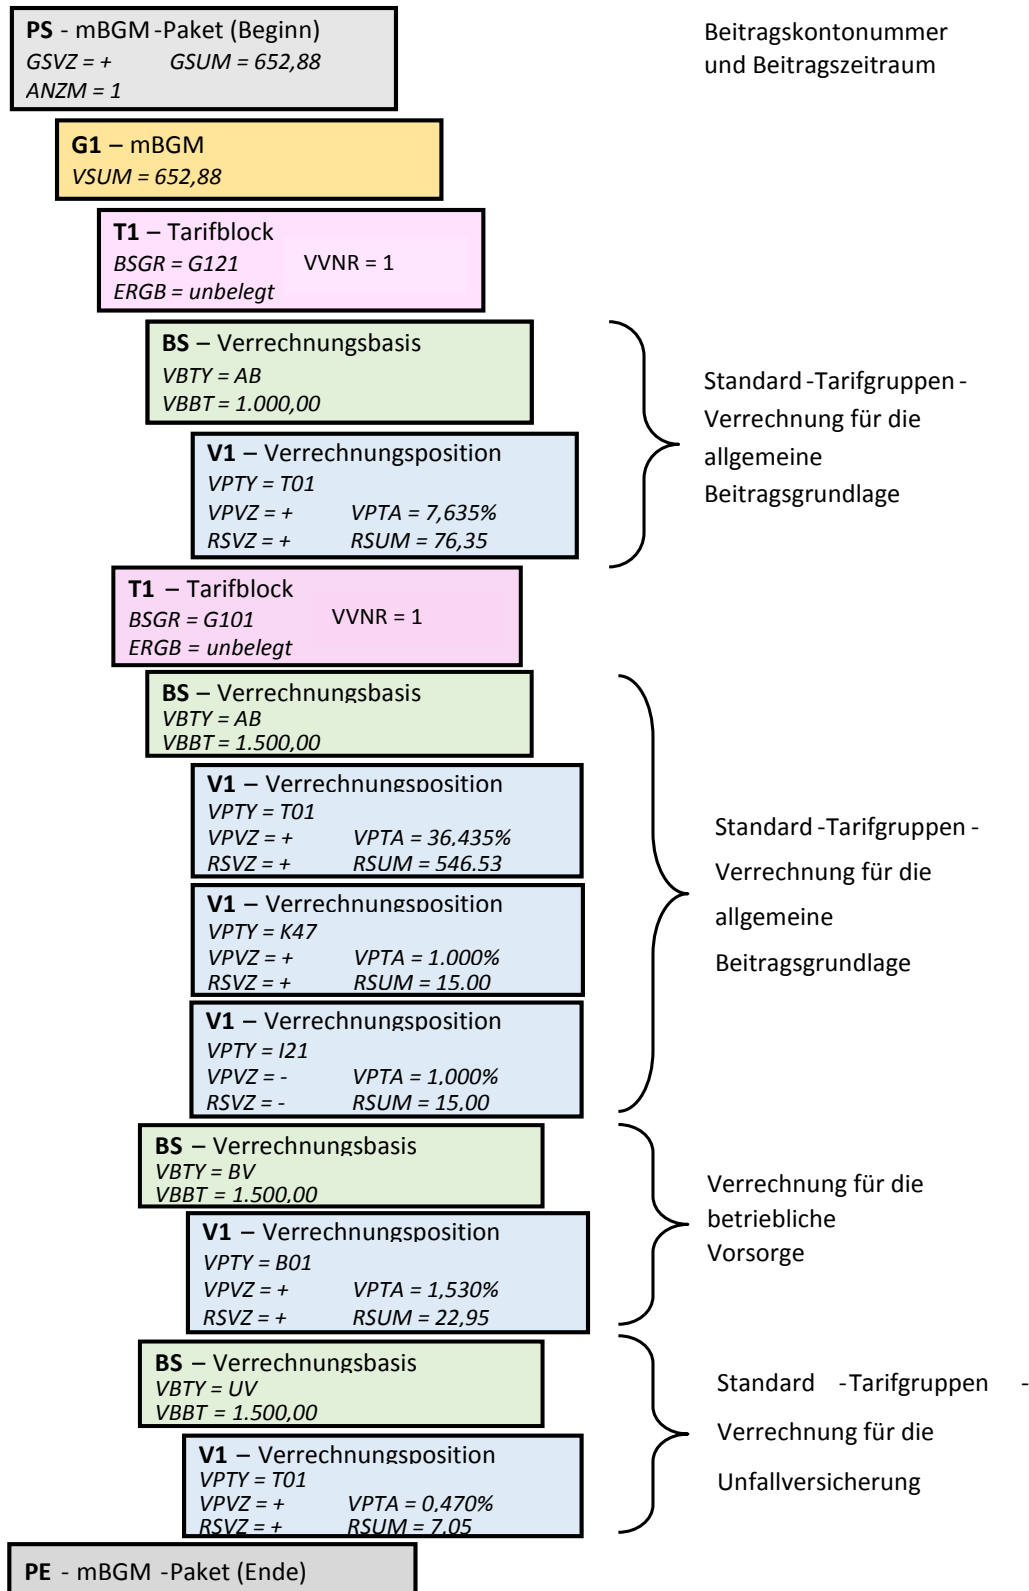 PS - mBGM -Paket (Beginn)
GSVZ = + GSUM = 652,88
ANZM = 1
Beitragskontonummer
und Beitragszeitraum
G1 – mBGM
VSUM = 652,88
T1 – Tarifblock
BSGR = G121 VVNR = 1
ERGB = unbelegt
BS – Verrechnungsbasis
VBTY = AB
VBBT = 1.000,00
V1 – Verrechnungsposition
VPTY = T01
VPVZ = + VPTA = 7,635%
RSVZ = + RSUM = 76,35
Standard -Tarifgruppen -
Verrechnung für die
allgemeine
Beitragsgrundlage
T1 – Tarifblock
BSGR = G101 VVNR = 1
ERGB = unbelegt
BS – Verrechnungsbasis
VBTY = AB
VBBT = 1.500,00
V1 – Verrechnungsposition
VPTY = T01
VPVZ = + VPTA = 36,435%
RSVZ = + RSUM = 546,53
V1 – Verrechnungsposition
VPTY = K47
VPVZ = + VPTA = 1,000%
RSVZ = + RSUM = 15,00
V1 – Verrechnungsposition
VPTY = I21
VPVZ = - VPTA = 1,000%
RSVZ = - RSUM = 15,00
Standard -Tarifgruppen -
Verrechnung für die
allgemeine
Beitragsgrundlage
BS – Verrechnungsbasis
VBTY = BV
VBBT = 1.500,00
V1 – Verrechnungsposition
VPTY = B01
VPVZ = + VPTA = 1,530%
RSVZ = + RSUM = 22,95
Verrechnung für die
betriebliche
Vorsorge
BS – Verrechnungsbasis
VBTY = UV
VBBT = 1.500,00
V1 – Verrechnungsposition
VPTY = T01
VPVZ = + VPTA = 0,470%
RSVZ = + RSUM = 7,05
Standard -Tarifgruppen -
Verrechnung für die
Unfallversicherung
PE - mBGM -Paket (Ende)